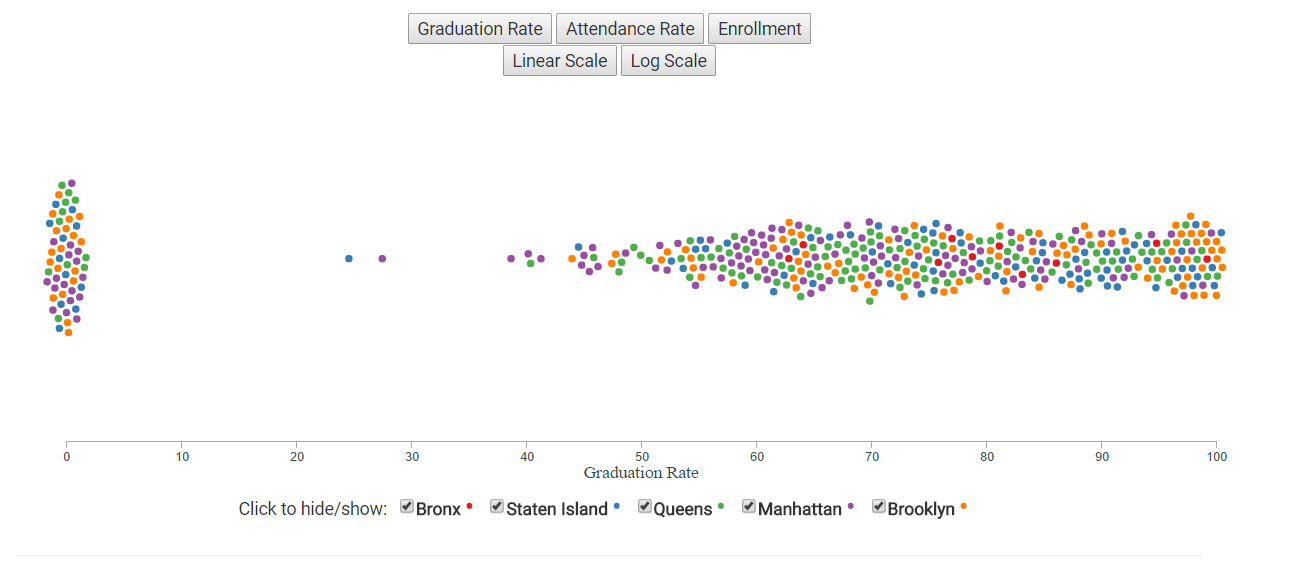 Graduation Rate Attendance Rate Enrollment
Linear Scale Log Scale
0 10 20 30 40 50 60 70 80 90 100
Graduation Rate
Click to hide/show: Bronx Staten Island Queens Manhattan Brooklyn